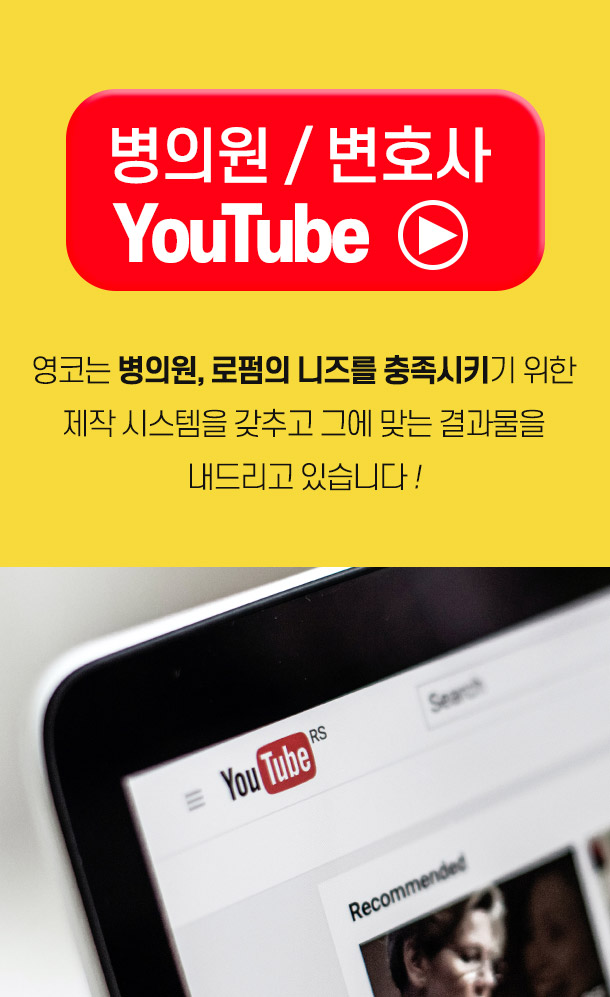 병의원 / 변호사
YouTube
영코는 병의원, 로펌의 니즈를 충족시키기 위한
제작 시스템을 갖추고 그에 맞는 결과물을
내드리고 있습니다 !
Search
YouTube RS
Recommended